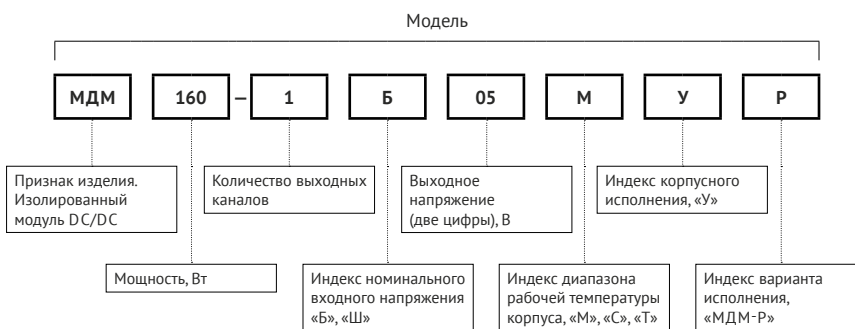 Модель
МДМ 160 – 1 Б 05 М У Р
Признак изделия.
Изолированный
модуль DC/DC
Количество выходных
каналов
Выходное
напряжение
(две цифры), В
Индекс корпусного
исполнения, «У»
Мощность, Вт
Индекс номинального
входного напряжения
«Б», «Ш»
Индекс диапазона
рабочей температуры
корпуса, «М», «С», «Т»
Индекс варианта
исполнения,
«МДМ-Р»